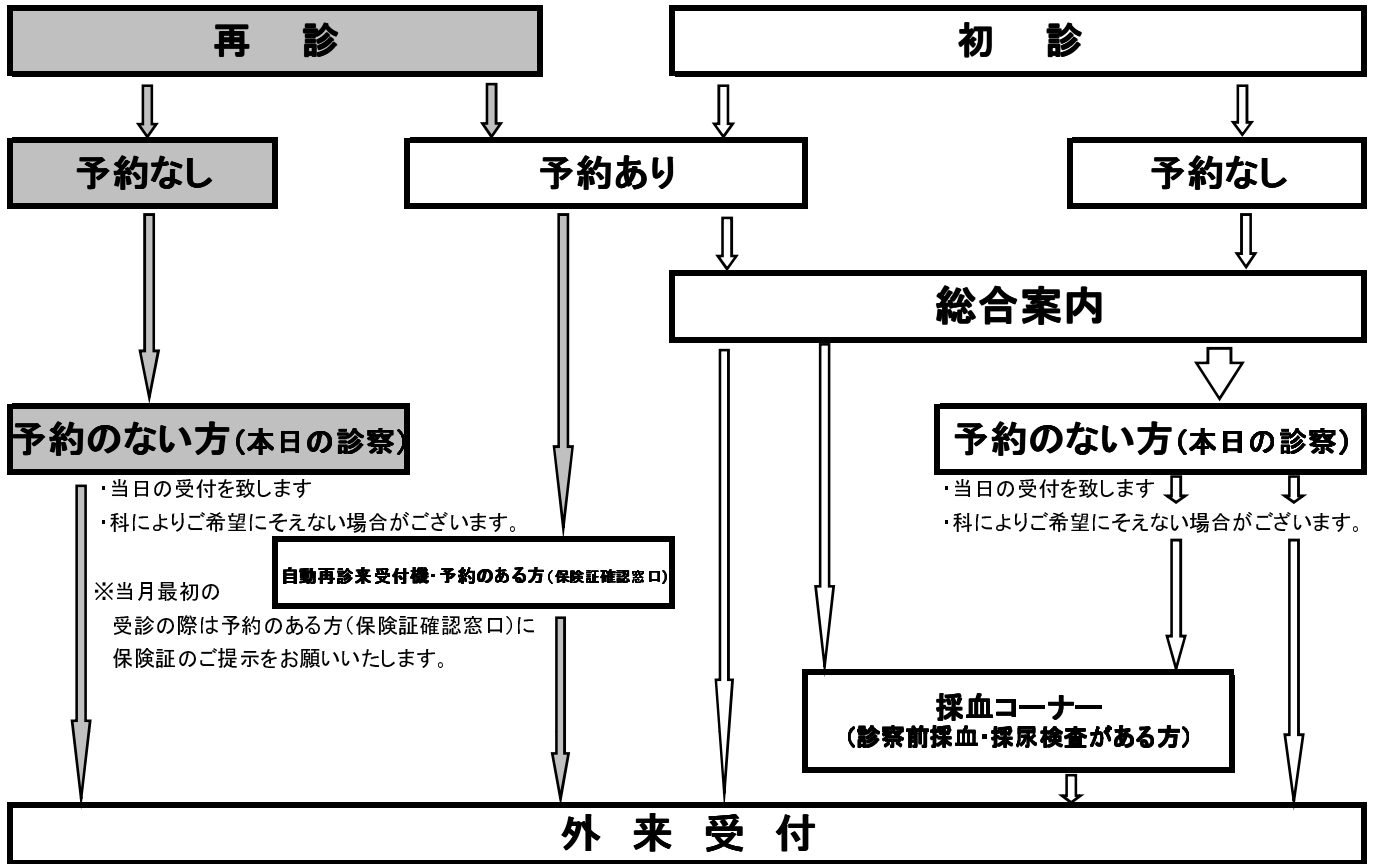 再 診
初 診
予約なし
予約あり
予約なし
総合案内
予約のない方(本日の診察)
・当日の受付を致します
・科によりご希望にそえない場合がございます。
予約のない方(本日の診察)
・当日の受付を致します
・科によりご希望にそえない場合がございます。
自動再診来受付機・予約のある方(保険証確認窓口)
※当月最初の
受診の際は予約のある方(保険証確認窓口)に
保険証のご提示をお願いいたします。
採血コーナー
(診察前採血・採尿検査がある方)
外 来 受 付